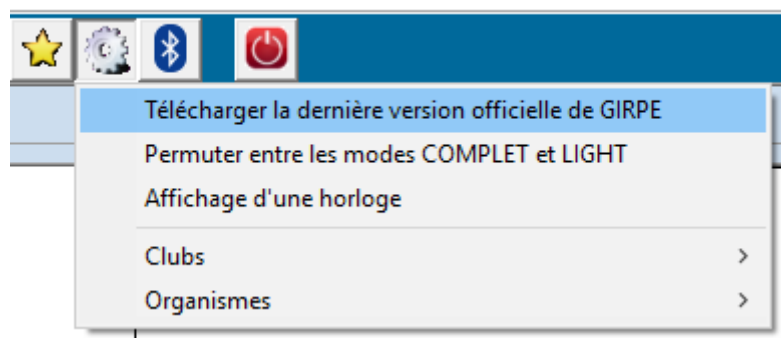 Télécharger la dernière version officielle de GIRPE
Permuter entre les modes COMPLET et LIGHT
Affichage d'une horloge
Clubs
Organismes